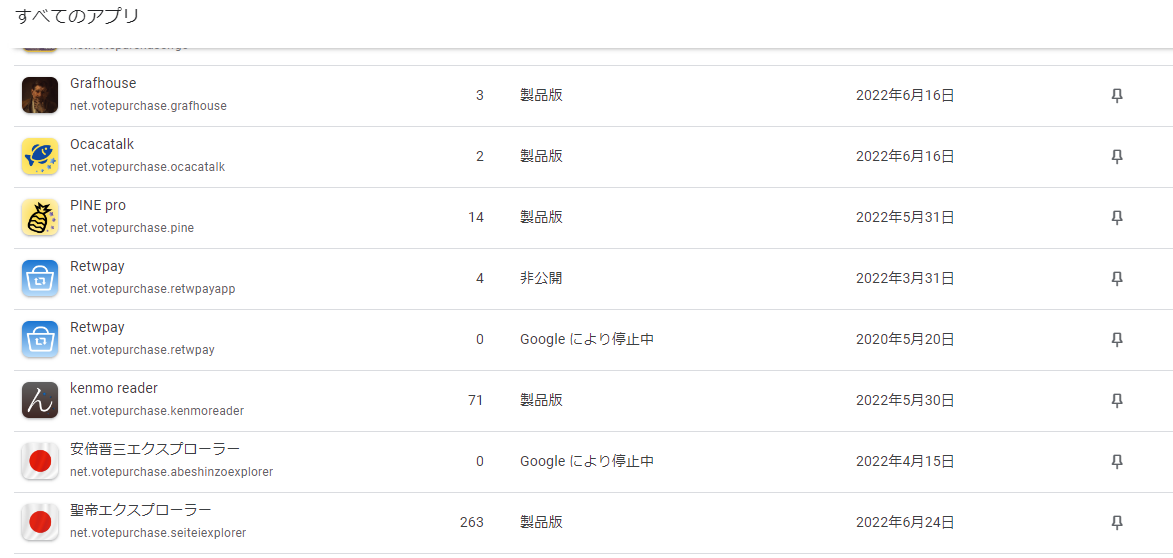 すべてのアプリ
Grafhouse
net.votepurchase.grafhouse
3 製品版 2022年6月16日
Ocacatalk
net.votepurchase.ocacatalk
2 製品版 2022年6月16日
PINE pro
net.votepurchase.pine
14 製品版 2022年5月31日
Retwpay
net.votepurchase.retwpayapp
4 非公開 2022年3月31日
Retwpay
net.votepurchase.retwpay
0 Google により停止中 2020年5月20日
ん
kenmo reader
net.votepurchase.kenmoreader
71 製品版 2022年5月30日
安倍晋三エクスプローラー
net.votepurchase.abeshinzoexplorer
0 Google により停止中 2022年4月15日
聖帝エクスプローラー
net.votepurchase.seiteiexplorer
263 製品版 2022年6月24日